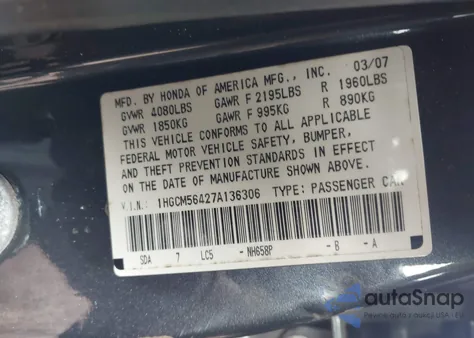 MFD. BY HONDA OF AMERICA MFG., INC. 03/07
GVWR 4080LBS GAWR F 2195LBS R 1960LBS
GVWR 1850KG GAWR F 995KG R 890KG
THIS VEHICLE CONFORMS TO ALL APPLICABLE
FEDERAL MOTOR VEHICLE SAFETY, BUMPER,
AND THEFT PREVENTION STANDARDS IN EFFECT
ON THE DATE OF MANUFACTURE SHOWN ABOVE.
V.I.N.: 1HGCM56427A136306 TYPE: PASSENGER CAR
SDA 7 LC5 -NH658P -B -A
autaSnap